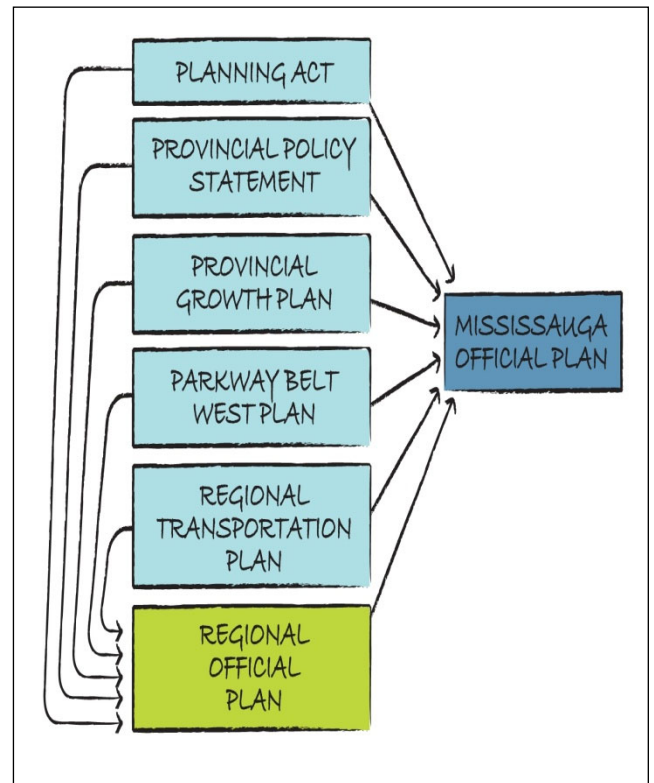 PLANNING ACT
PROVINCIAL POLICY
STATEMENT
PROVINCIAL
GROWTH PLAN
PARKWAY BELT
WEST PLAN
REGIONAL
TRANSPORTATION
PLAN
REGIONAL
OFFICIAL
PLAN
MISSISSAUGA
OFFICIAL PLAN